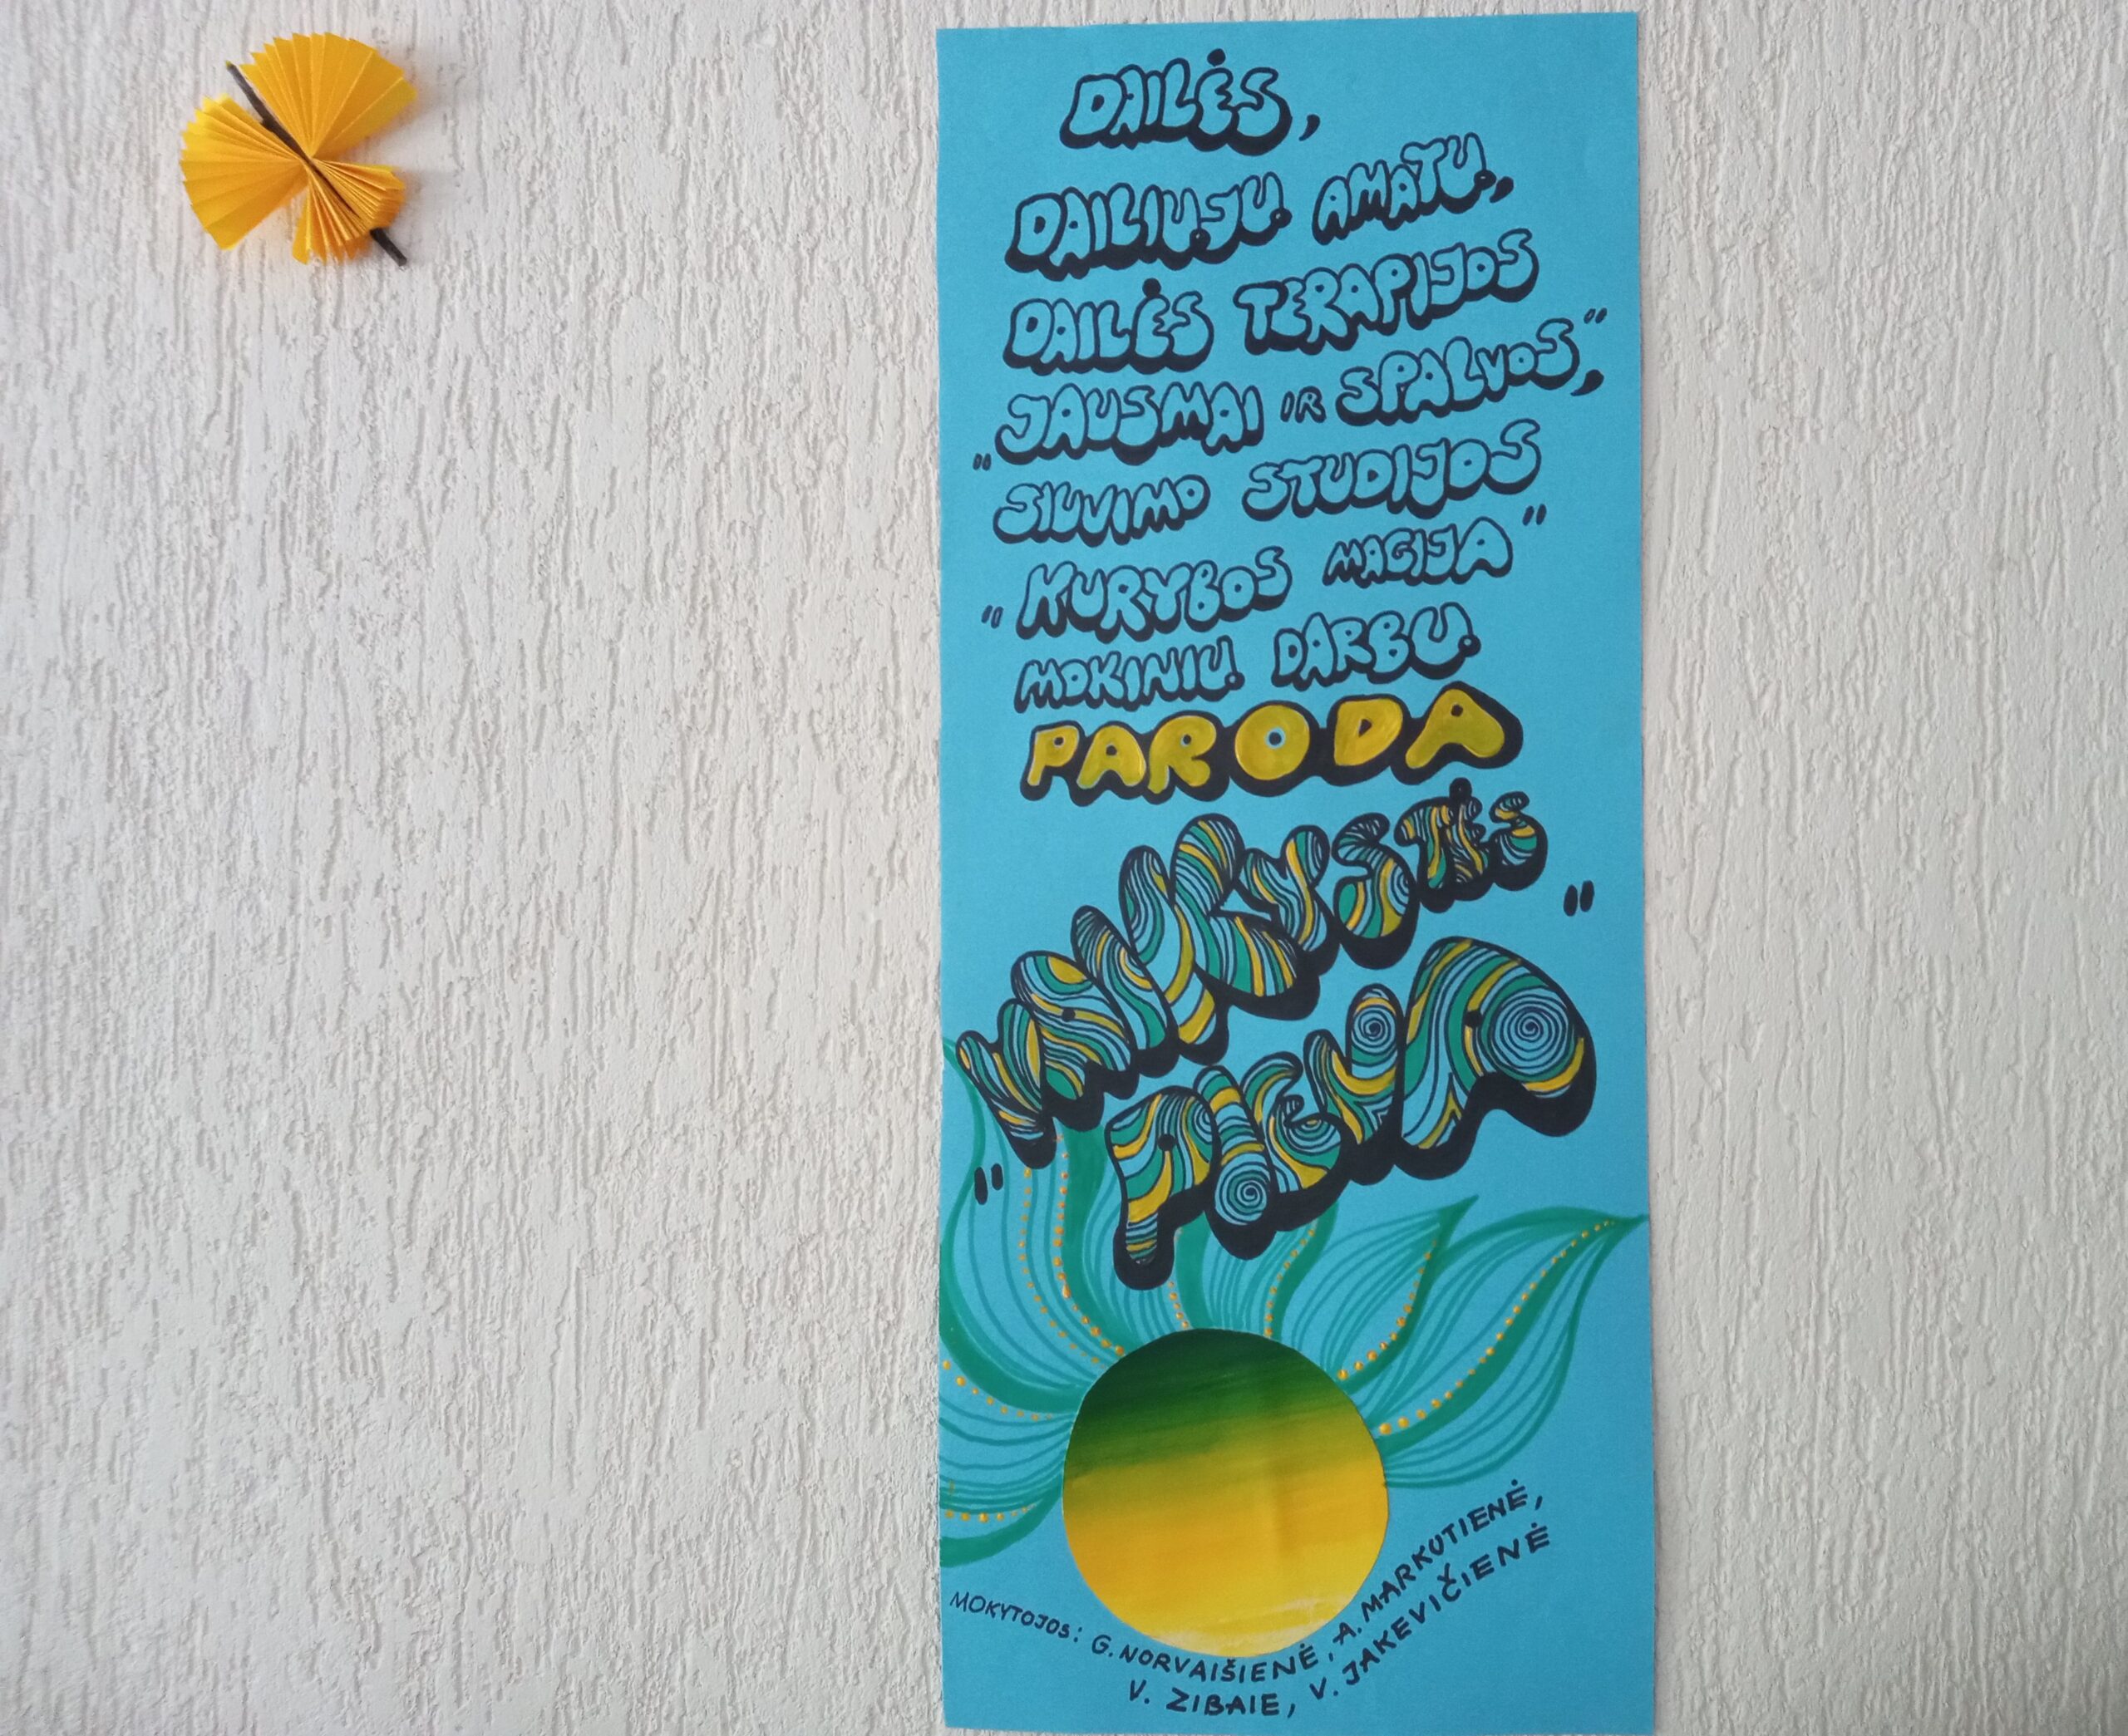 DAILĖS,
DAILIŲJŲ AMATŲ,
DAILĖS TERAPIJOS
„JAUSMAI IR SPALVOS“,
SIUVIMO STUDIJOS
„KURYBOS MAGIJA“
MOKINIŲ DARBŲ
PARODA
„VAIKYSTĖS
PIEVA“
MOKYTOJOS: G. NORVAIŠIENĖ, A. MARKUTIENĖ,
V. ZIBAIE, V. JAKEVIČIENĖ